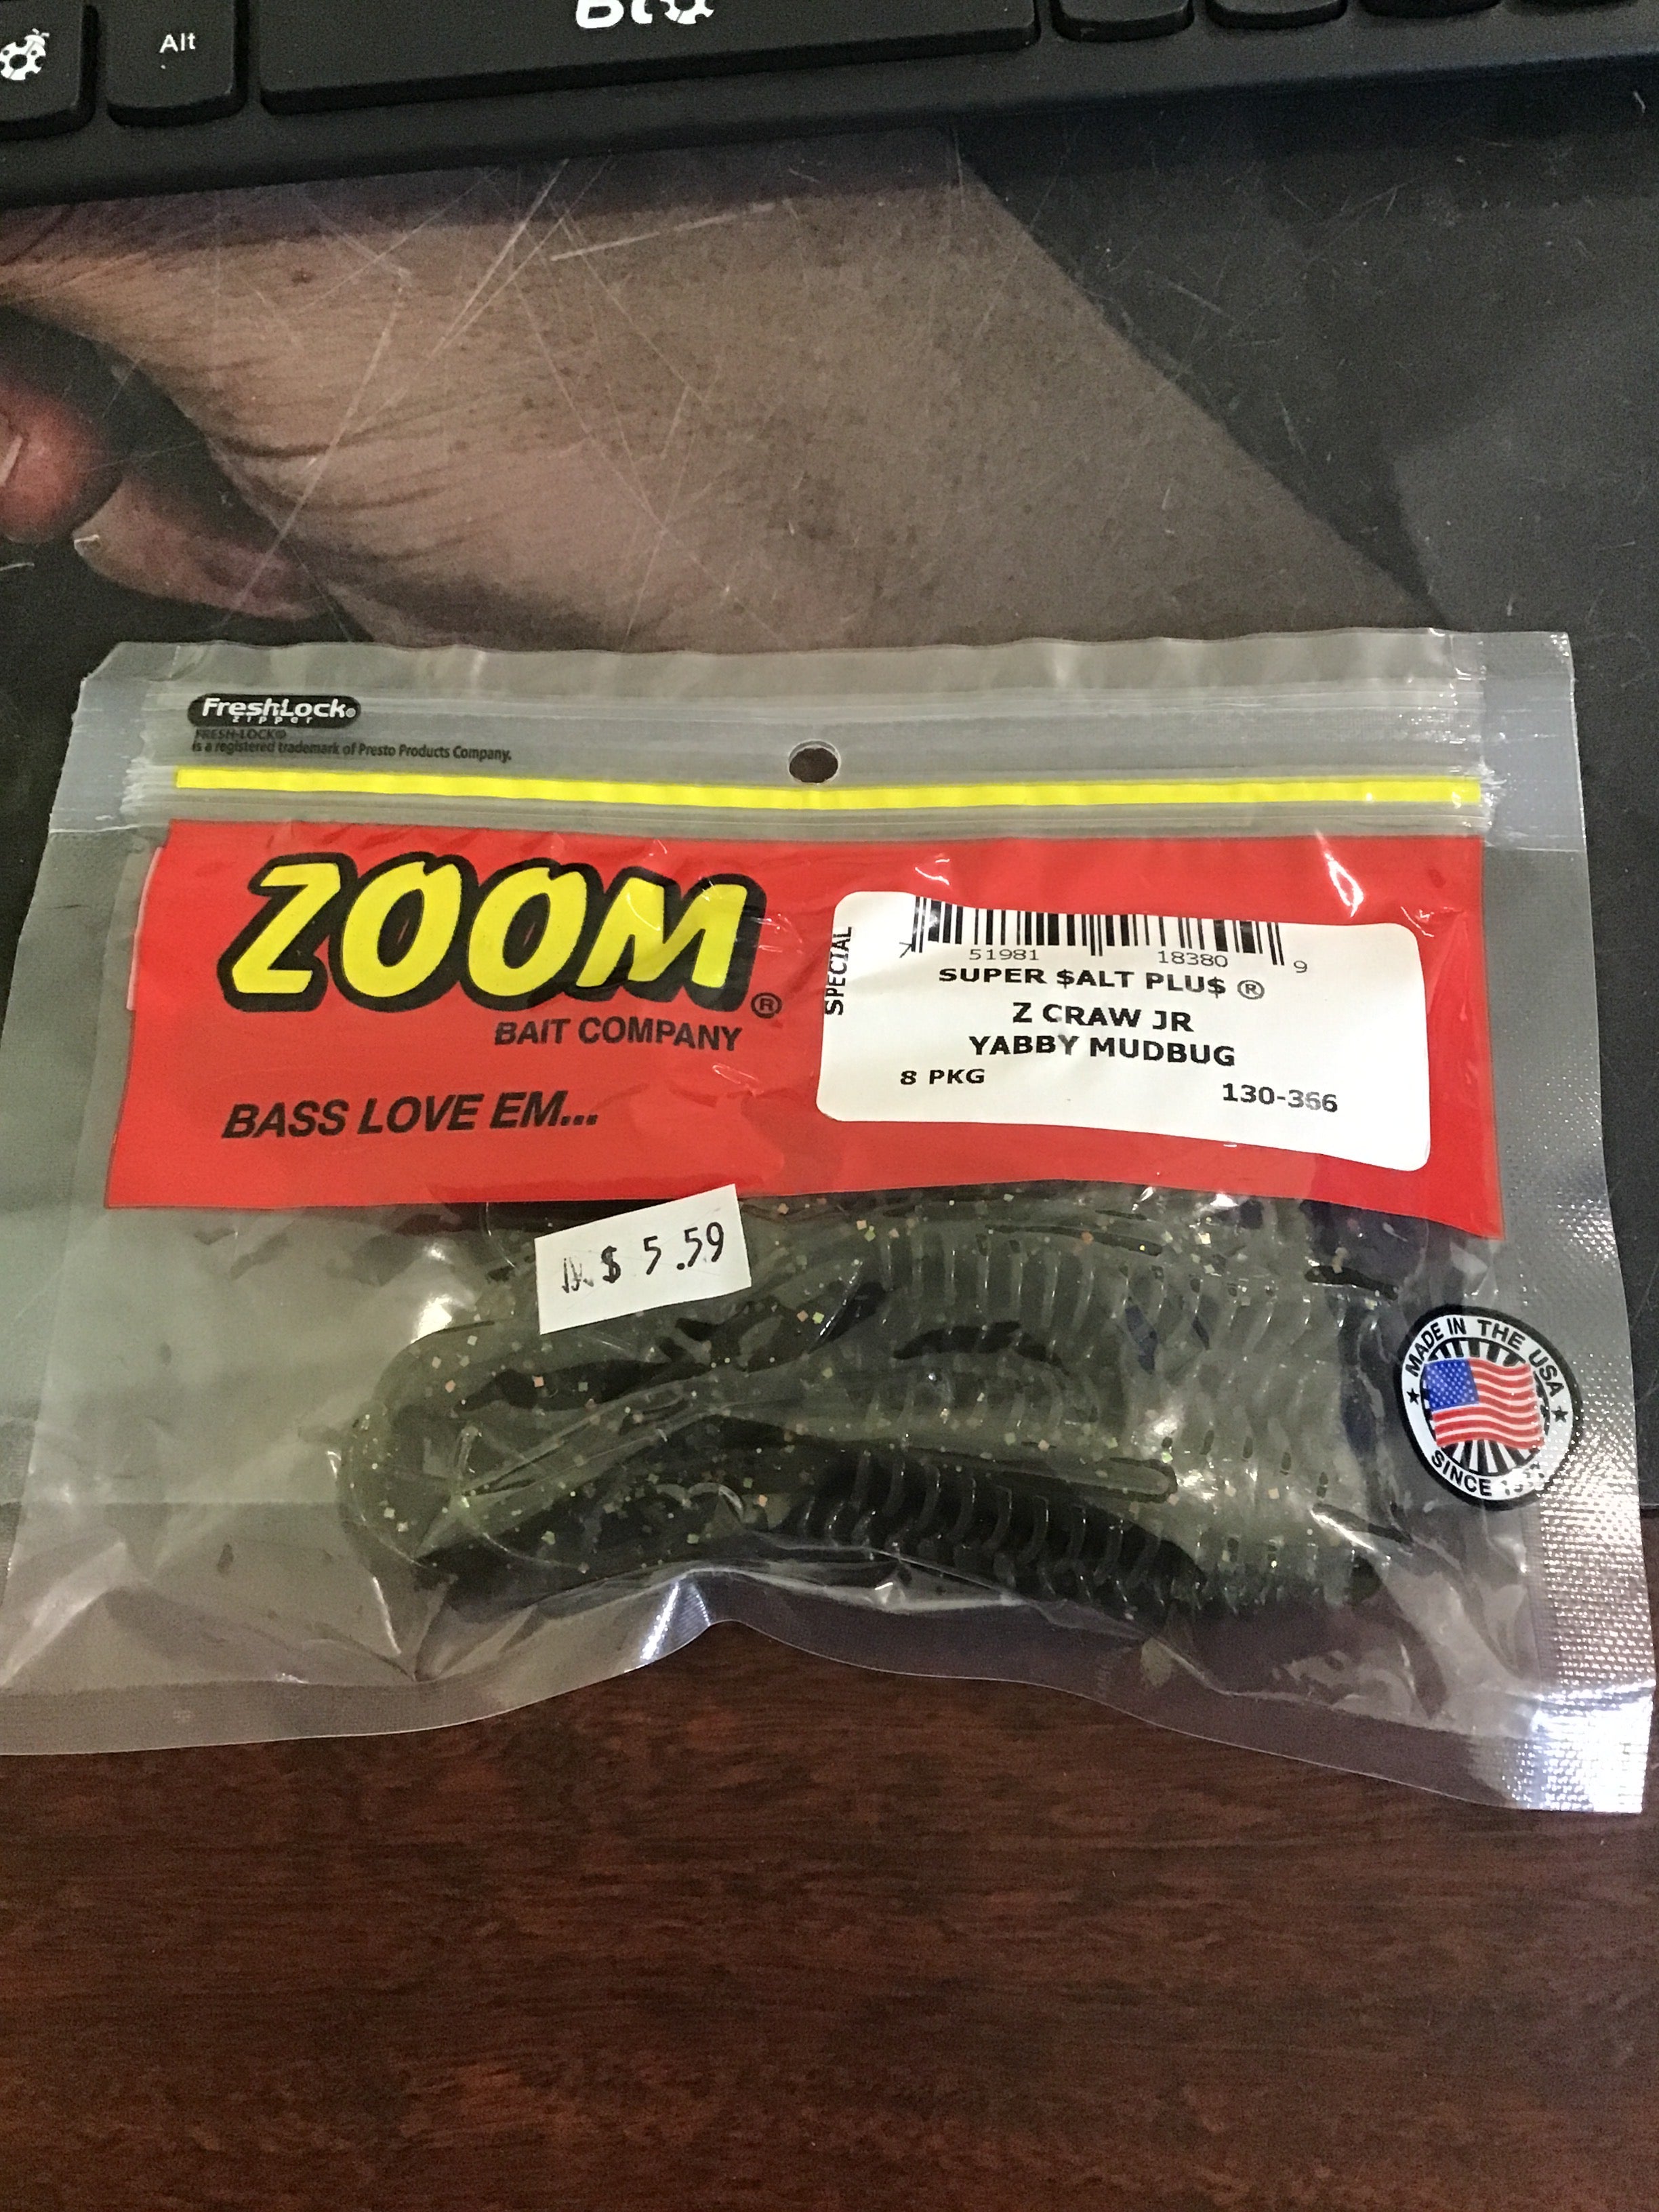 Alt
FreshLock®
zipper
FRESH-LOCK®
is a registered trademark of Presto Products Company.
ZOOM®
BAIT COMPANY
BASS LOVE EM...
SPECIAL
7 51981 18380 9
SUPER $ALT PLU$ ®
Z CRAW JR
YABBY MUDBUG
8 PKG 130-366
$ 5.59
MADE IN THE USA
SINCE